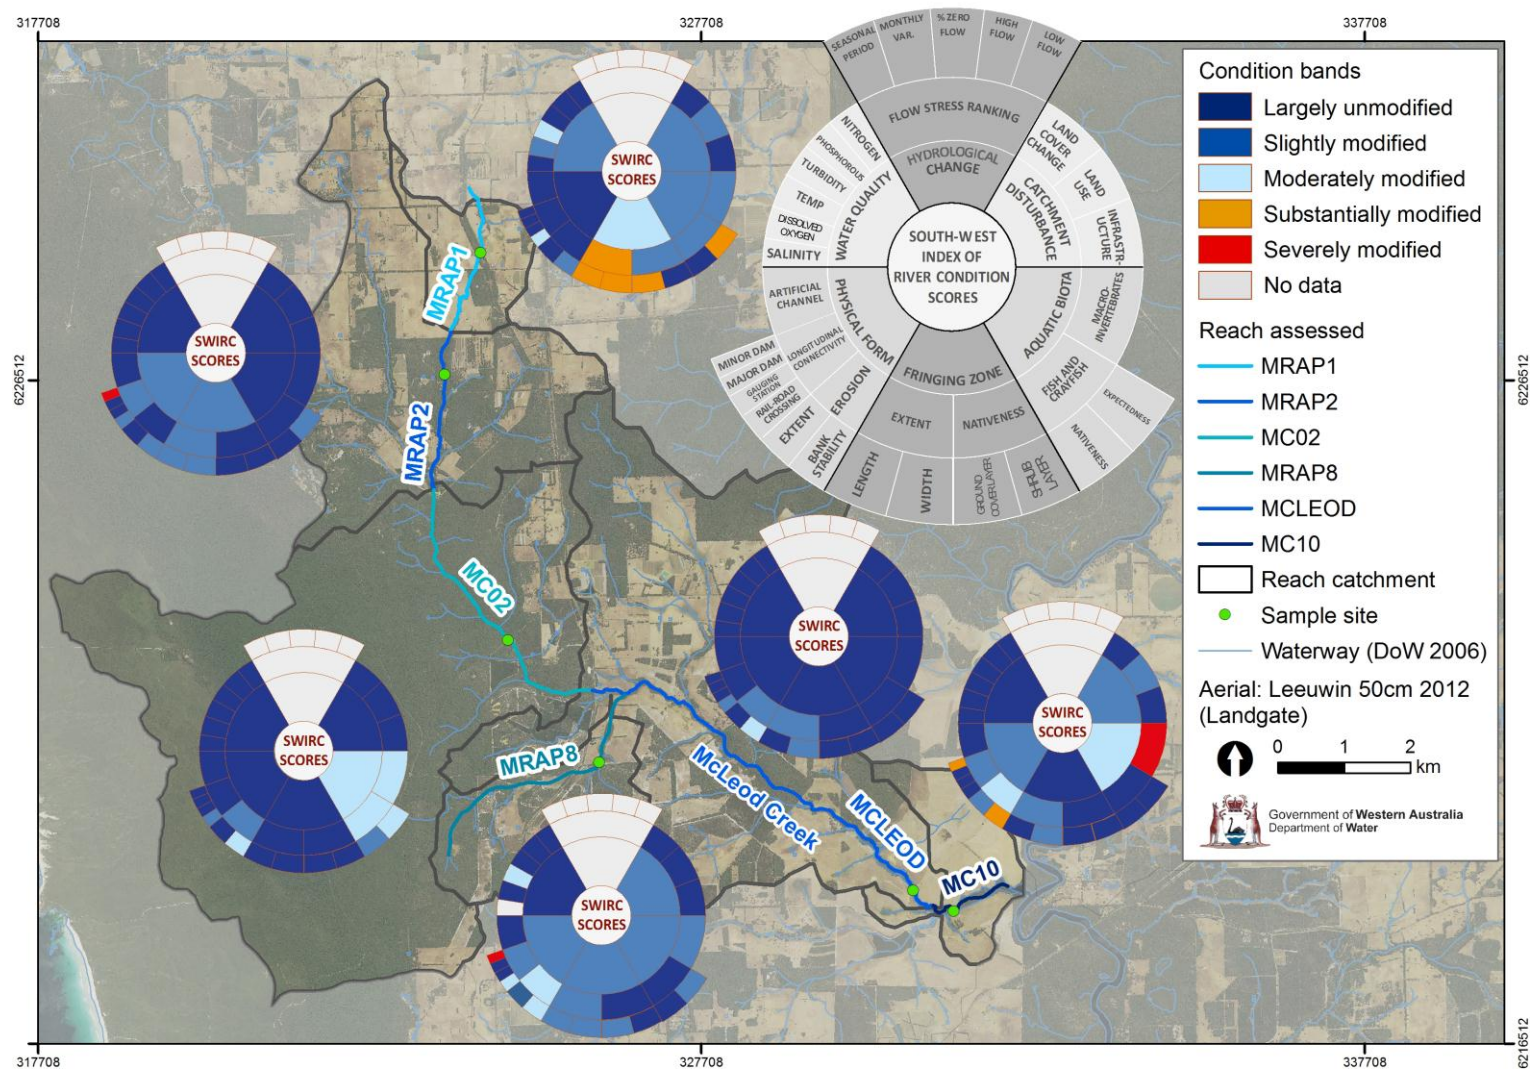 317708
327708
337708
6226512
6226512
6216512
317708
327708
337708
SWIRC
SCORES
SWIRC
SCORES
SWIRC
SCORES
SWIRC
SCORES
SWIRC
SCORES
SWIRC
SCORES
MRAP1
MRAP2
MC02
MRAP8
McLeod Creek
MCLEOD
MC10
SEASONAL
PERIOD
MONTHLY
VAR.
% ZERO
FLOW
HIGH
FLOW
LOW
FLOW
FLOW STRESS RANKING
HYDROLOGICAL
CHANGE
LAND
COVER
CHANGE
LAND
USE
INFRASTR-
UCTURE
CATCHMENT
DISTURBANCE
NITROGEN
PHOSPHOROUS
TURBIDITY
TEMP
DISSOLVED
OXYGEN
SALINITY
WATER QUALITY
SOUTH-WEST
INDEX OF
RIVER CONDITION
SCORES
ARTIFICIAL
CHANNEL
PHYSICAL FORM
LONGITUDINAL
CONNECTIVITY
MINOR DAM
MAJOR DAM
GAUGING
STATION
RAIL-ROAD
CROSSING
EROSION
EXTENT
BANK
STABILITY
FRINGING ZONE
EXTENT
NATIVENESS
LENGTH
WIDTH
GROUND
COVER LAYER
SHRUB
LAYER
AQUATIC BIOTA
MACRO-
INVERTEBRATES
FISH AND
CRAYFISH
EXPECTEDNESS
NATIVENESS
Condition bands
Largely unmodified
Slightly modified
Moderately modified
Substantially modified
Severely modified
No data
Reach assessed
MRAP1
MRAP2
MC02
MRAP8
MCLEOD
MC10
Reach catchment
Sample site
Waterway (DoW 2006)
Aerial: Leeuwin 50cm 2012
(Landgate)
0 1 2
km
Government of Western Australia
Department of Water